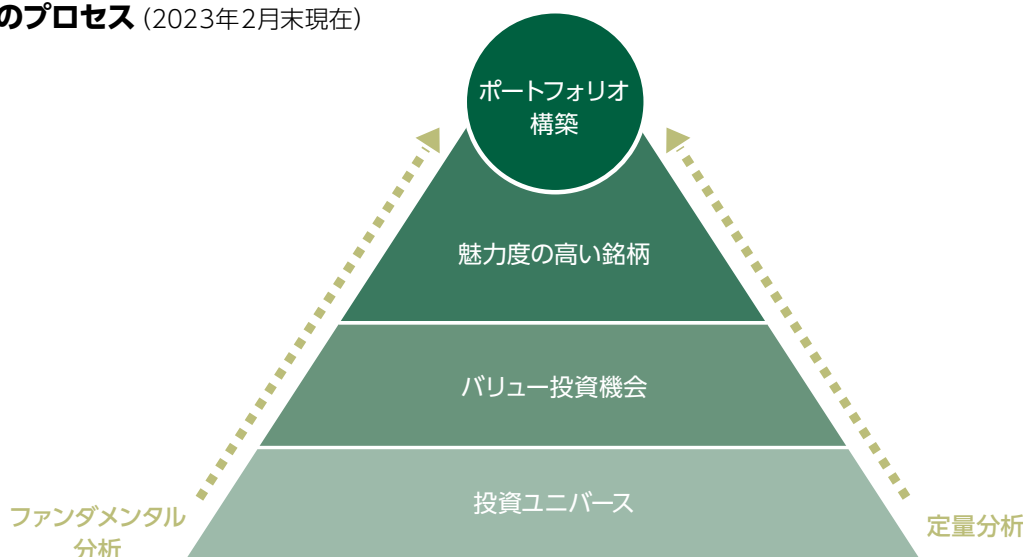 のプロセス (2023年2月末現在)
ポートフォリオ
構築
魅力度の高い銘柄
バリュー投資機会
投資ユニバース
ファンダメンタル
分析
定量分析